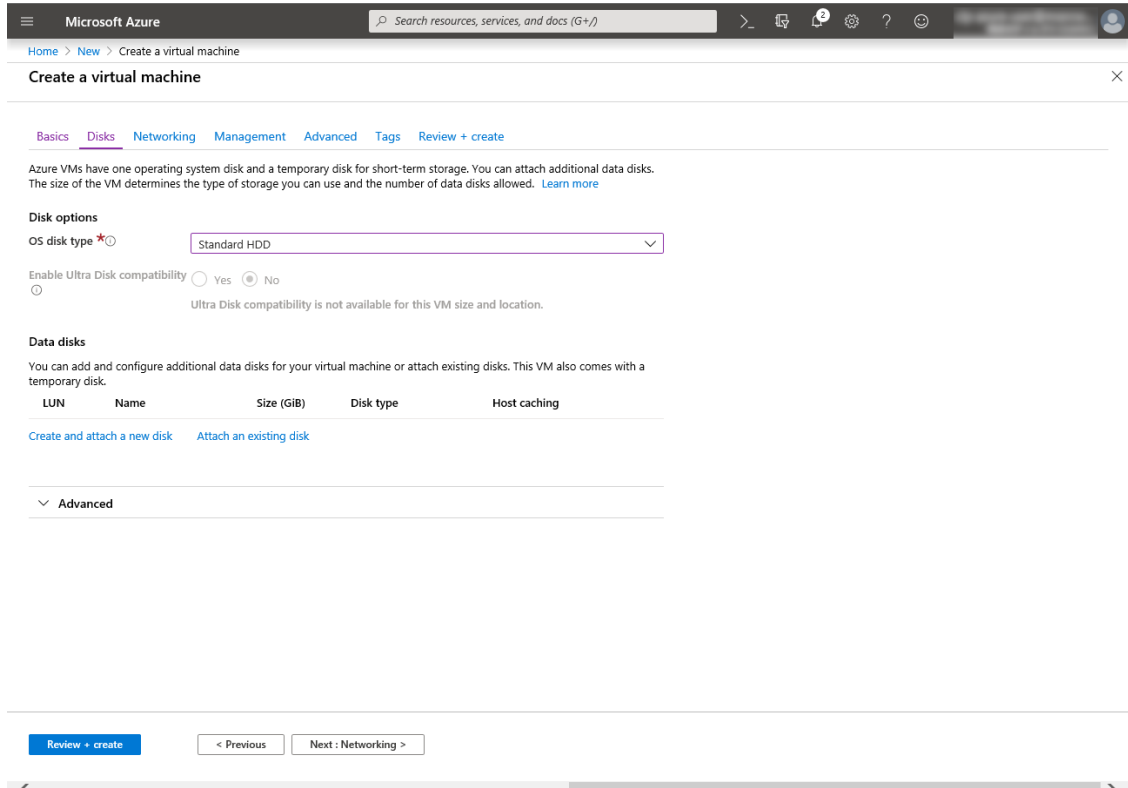 Microsoft Azure
Search resources, services, and docs (G+/)
2
Home > New > Create a virtual machine
Create a virtual machine
Basics Disks Networking Management Advanced Tags Review + create
Azure VMs have one operating system disk and a temporary disk for short-term storage. You can attach additional data disks.
The size of the VM determines the type of storage you can use and the number of data disks allowed. Learn more
Disk options
OS disk type *
Standard HDD
Enable Ultra Disk compatibility
Yes No
Ultra Disk compatibility is not available for this VM size and location.
Data disks
You can add and configure additional data disks for your virtual machine or attach existing disks. This VM also comes with a
temporary disk.
LUN Name Size (GiB) Disk type Host caching
Create and attach a new disk Attach an existing disk
Advanced
Review + create < Previous Next : Networking >